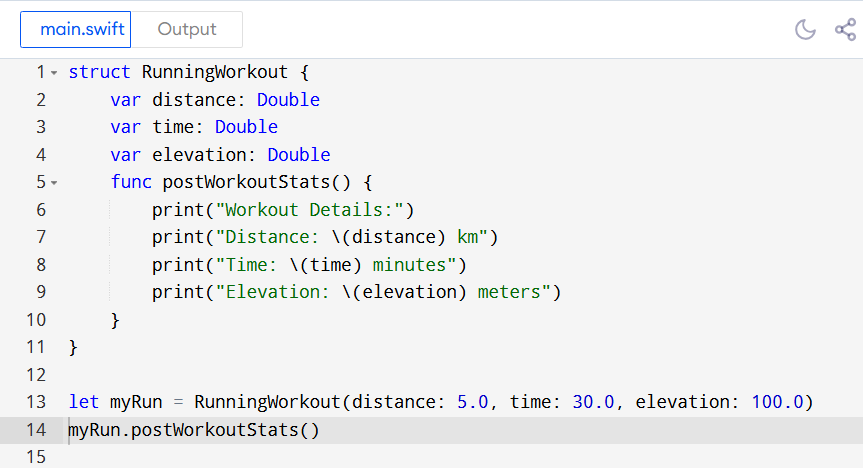 main.swift Output
1 struct RunningWorkout {
2     var distance: Double
3     var time: Double
4     var elevation: Double
5     func postWorkoutStats() {
6         print("Workout Details:")
7         print("Distance: \(distance) km")
8         print("Time: \(time) minutes")
9         print("Elevation: \(elevation) meters")
10     }
11 }
12
13 let myRun = RunningWorkout(distance: 5.0, time: 30.0, elevation: 100.0)
14 myRun.postWorkoutStats()
15